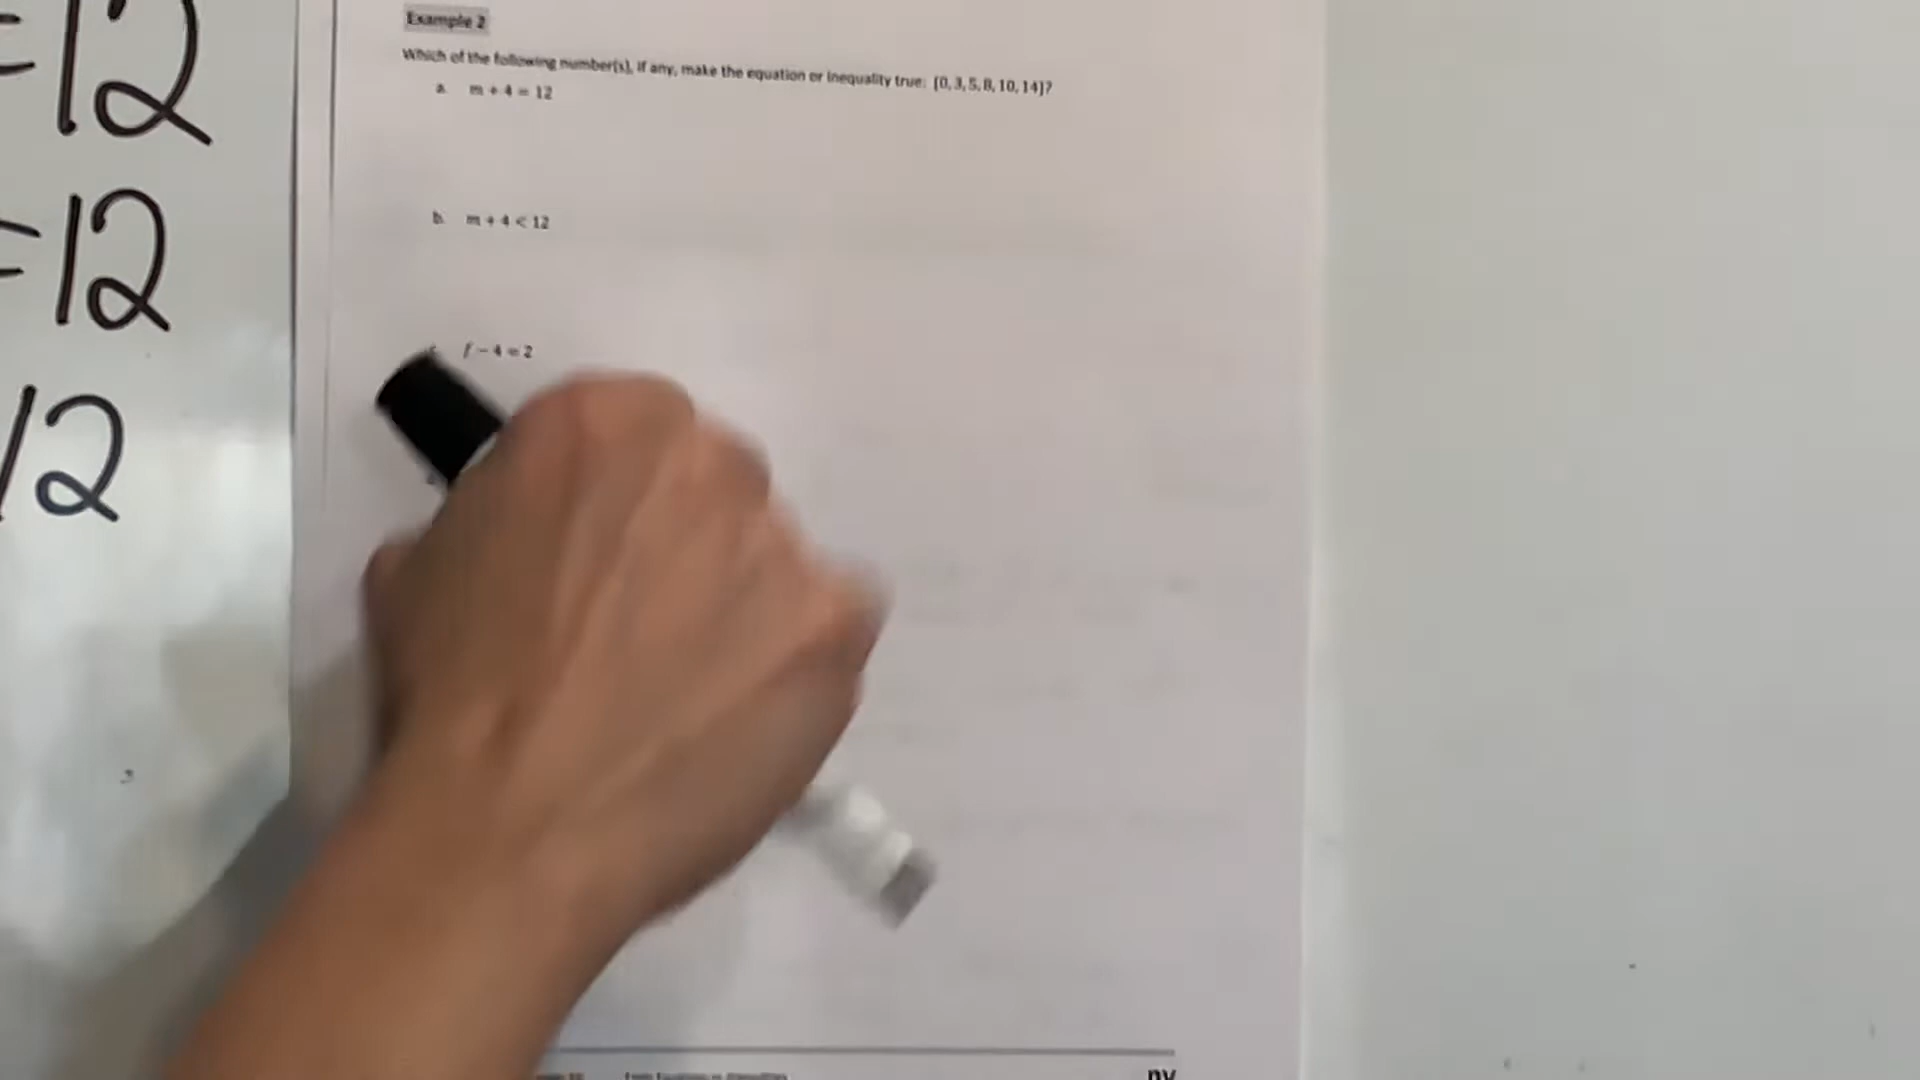 =12
=12
12
Example 2
Which of the following number(s), if any, make the equation or inequality true: {0, 3, 5, 8, 10, 14}?
a. m + 4 = 12
b. m + 4 < 12
c. f − 4 = 2
ny